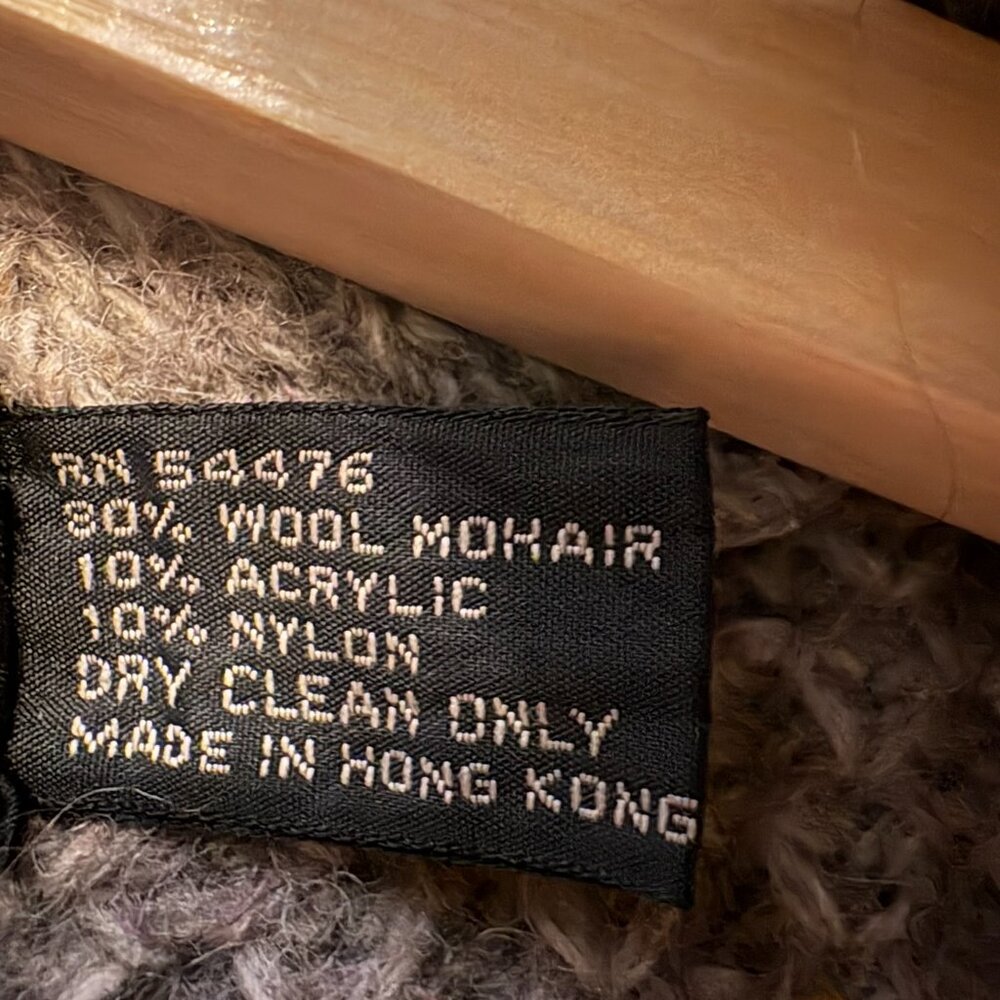 RN 54476
80% WOOL MOHAIR
10% ACRYLIC
10% NYLON
DRY CLEAN ONLY
MADE IN HONG KONG